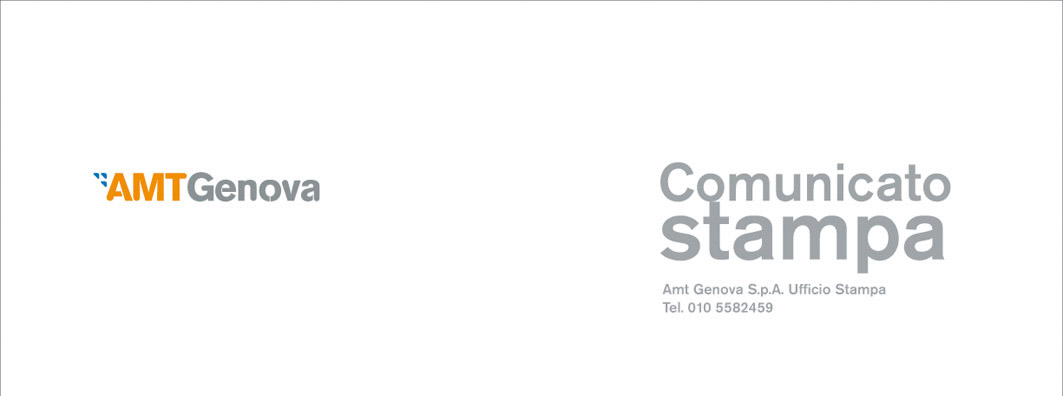 AMTGenova
Comunicato
stampa
Amt Genova S.p.A. Ufficio Stampa
Tel. 010 5582459